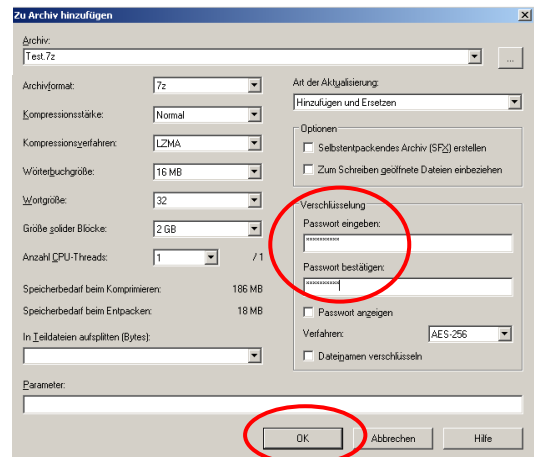 Zu Archiv hinzufügen
Archiv:
Test.7z
...
Archivformat:
7z
Kompressionsstärke:
Normal
Kompressionsverfahren:
LZMA
Wörterbuchgröße:
16 MB
Wortgröße:
32
Größe solider Blöcke:
2 GB
Anzahl CPU-Threads:
1
/ 1
Speicherbedarf beim Komprimieren:
186 MB
Speicherbedarf beim Entpacken:
18 MB
In Teildateien aufsplitten (Bytes):
Art der Aktualisierung:
Hinzufügen und Ersetzen
Optionen
Selbstentpackendes Archiv (SFX) erstellen
Zum Schreiben geöffnete Dateien einbeziehen
Verschlüsselung
Passwort eingeben:
**********
Passwort bestätigen:
**********
Passwort anzeigen
Verfahren:
AES-256
Dateinamen verschlüsseln
Parameter:
OK
Abbrechen
Hilfe